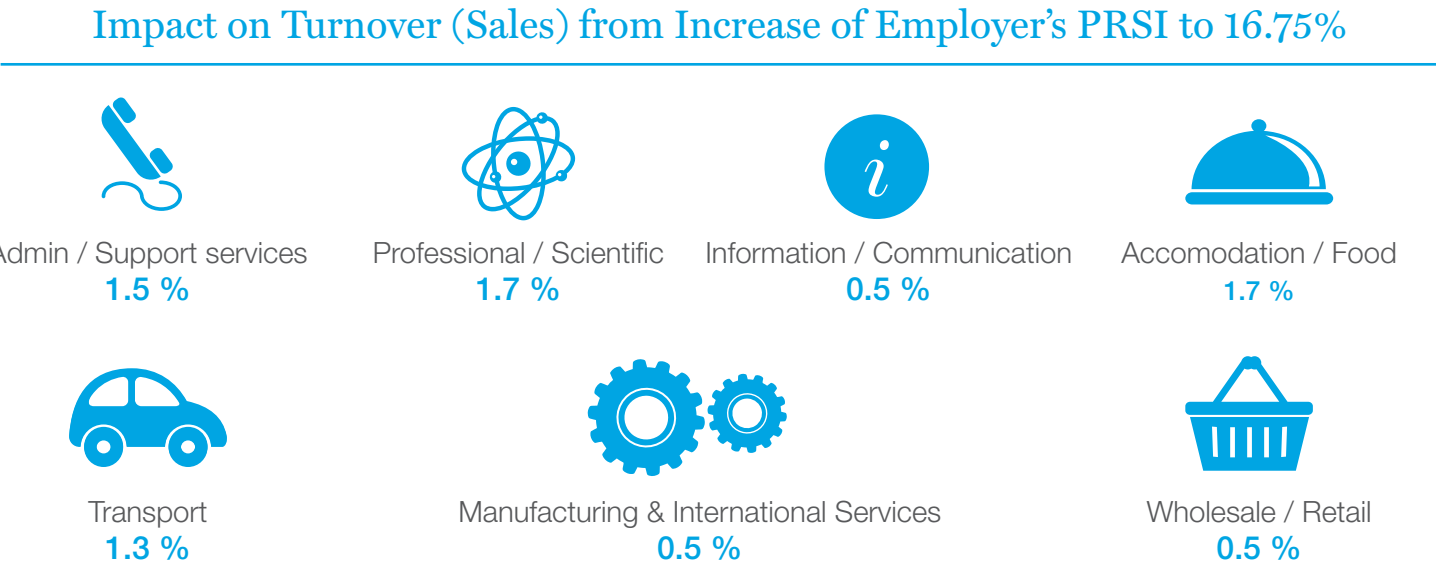 Impact on Turnover (Sales) from Increase of Employer's PRSI to 16.75%
i
Admin / Support services
1.5 %
Professional / Scientific
1.7 %
Information / Communication
0.5 %
Accomodation / Food
1.7 %
Transport
1.3 %
Manufacturing & International Services
0.5 %
Wholesale / Retail
0.5 %